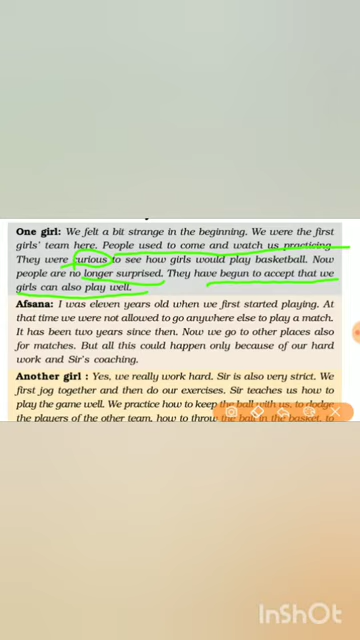 One girl: We felt a bit strange in the beginning. We were the first
girls' team here. People used to come and watch us practicing.
They were curious to see how girls would play basketball. Now
people are no longer surprised. They have begun to accept that we
girls can also play well.
Afsana: I was eleven years old when we first started playing. At
that time we were not allowed to go anywhere else to play a match.
It has been two years since then. Now we go to other places also
for matches. But all this could happen only because of our hard
work and Sir's coaching.
Another girl : Yes, we really work hard. Sir is also very strict. We
first jog together and then do our exercises. Sir teaches us how to
play the game well. We practice how to keep the ball with us, to dodge
the players of the other team, how to throw the ball in the basket, to
InShOt